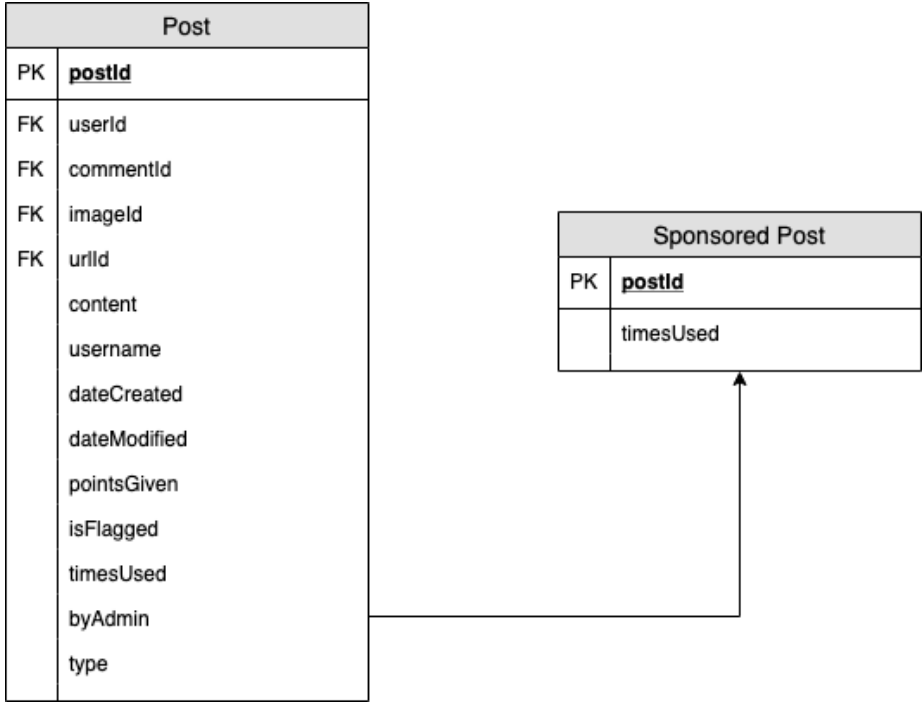 Post
PK postId
FK userId
FK commentId
FK imageId
FK urlId
content
username
dateCreated
dateModified
pointsGiven
isFlagged
timesUsed
byAdmin
type
Sponsored Post
PK postId
timesUsed